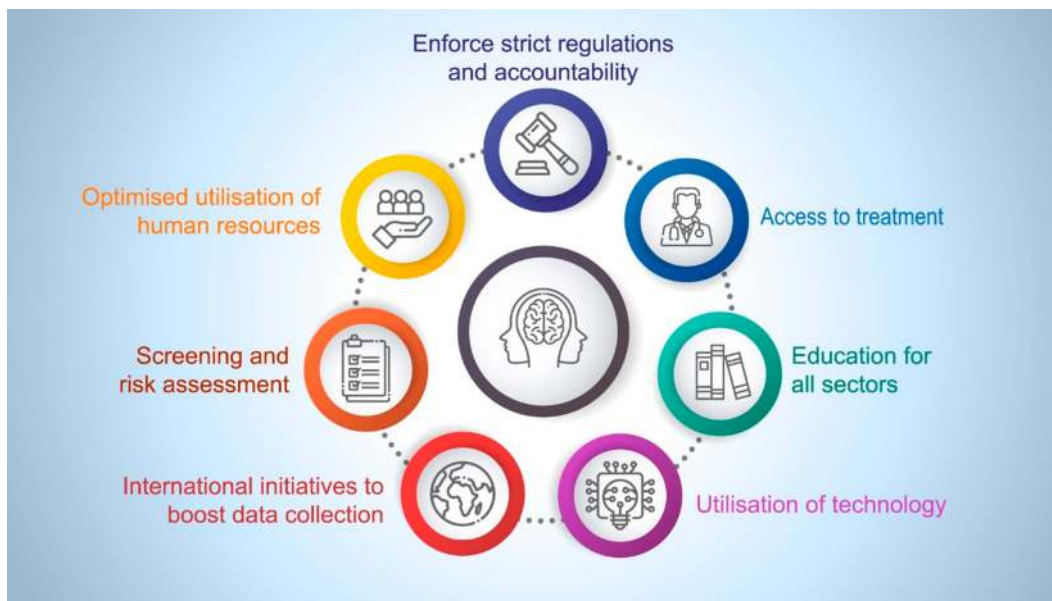 Enforce strict regulations
and accountability
Optimised utilisation of
human resources
Access to treatment
Screening and
risk assessment
Education for
all sectors
International initiatives to
boost data collection
Utilisation of technology